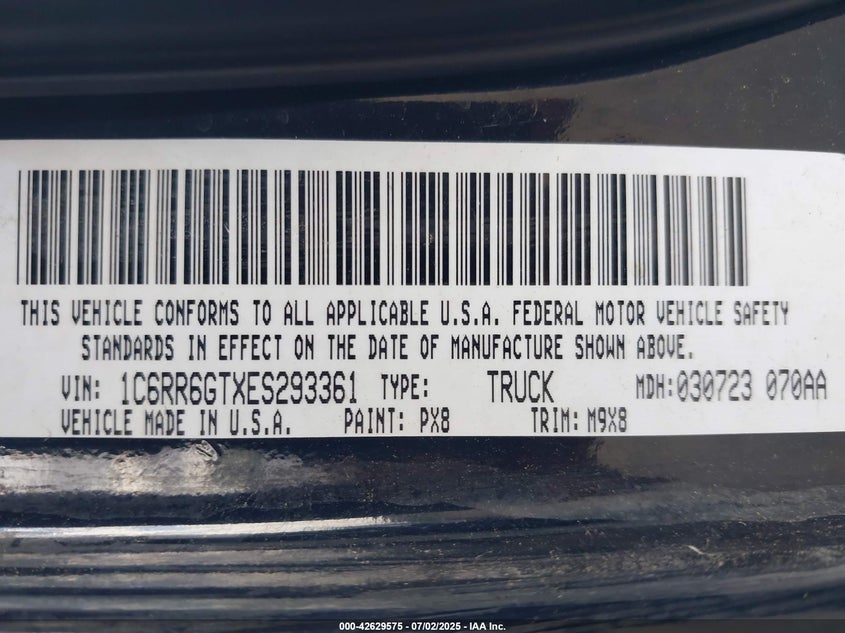 THIS VEHICLE CONFORMS TO ALL APPLICABLE U.S.A. FEDERAL MOTOR VEHICLE SAFETY
STANDARDS IN EFFECT ON THE DATE OF MANUFACTURE SHOWN ABOVE.
VIN: 1C6RR6GTXES293361 TYPE: TRUCK MDH:030723 070AA
VEHICLE MADE IN U.S.A. PAINT: PX8 TRIM: M9X8
000-42629575 - 07/02/2025 - IAA Inc.